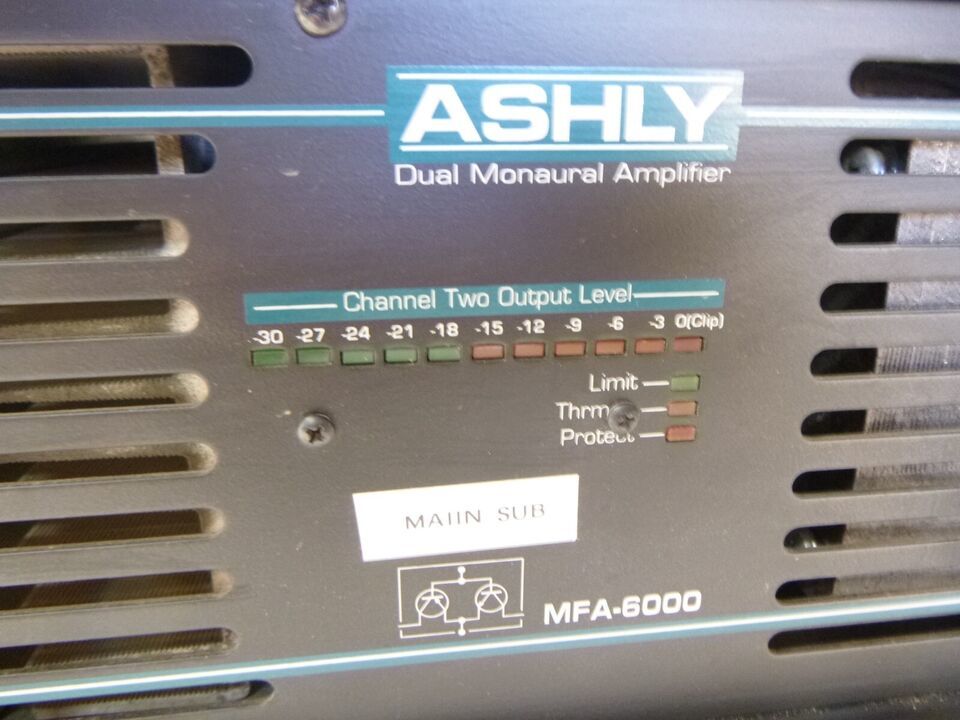 ASHLY
Dual Monaural Amplifier
Channel Two Output Level
-30 -27 -24 -21 -18 -15 -12 -9 -6 -3 0(Clip)
Limit
Protect
MAIIN SUB
MFA-6000